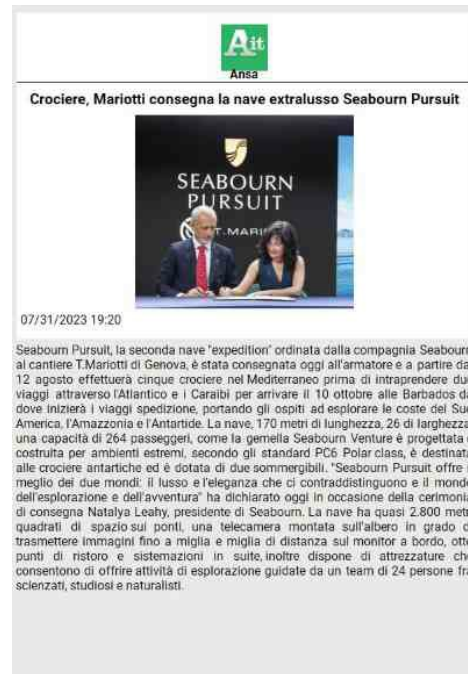 Ait
Ansa
Crociere, Mariotti consegna la nave extralusso Seabourn Pursuit
SEABOURN
PURSUIT
T.MARI
07/31/2023 19:20
Seabourn Pursuit, la seconda nave "expedition" ordinata dalla compagnia Seabourn
al cantiere T.Mariotti di Genova, è stata consegnata oggi all'armatore e a partire da
12 agosto effettuerà cinque crociere nel Mediterraneo prima di intraprendere du
viaggi attraverso l'Atlantico e i Caraibi per arrivare il 10 ottobre alle Barbados da
dove inizierà i viaggi spedizione, portando gli ospiti ad esplorare le coste del Sud
America, l'Amazzonia e l'Antartide. La nave, 170 metri di lunghezza, 26 di larghezza
una capacità di 264 passeggeri, come la gemella Seabourn Venture è progettata
costruita per ambienti estremi, secondo gli standard PC6 Polar class, è destinata
alle crociere antartiche ed è dotata di due sommergibili. "Seabourn Pursuit offre i
meglio dei due mondi: il lusso e l'eleganza che ci contraddistinguono e il mondo
dell'esplorazione e dell'avventura" ha dichiarato oggi in occasione della cerimonia
di consegna Natalya Leahy, presidente di Seabourn. La nave ha quasi 2.800 metr
quadrati di spazio sui ponti, una telecamera montata sull'albero in grado d
trasmettere immagini fino a miglia e miglia di distanza sul monitor a bordo, otto
punti di ristoro e sistemazioni in suite, inoltre dispone di attrezzature che
consentono di offrire attività di esplorazione guidate da un team di 24 persone fra
scienzati, studiosi e naturalisti.